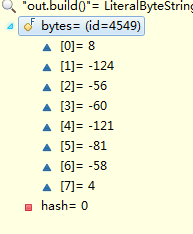 "out.build()"= LiteralByteString
bytes= (id=4549)
[0]= 8
[1]= -124
[2]= -56
[3]= -60
[4]= -121
[5]= -81
[6]= -58
[7]= 4
hash= 0